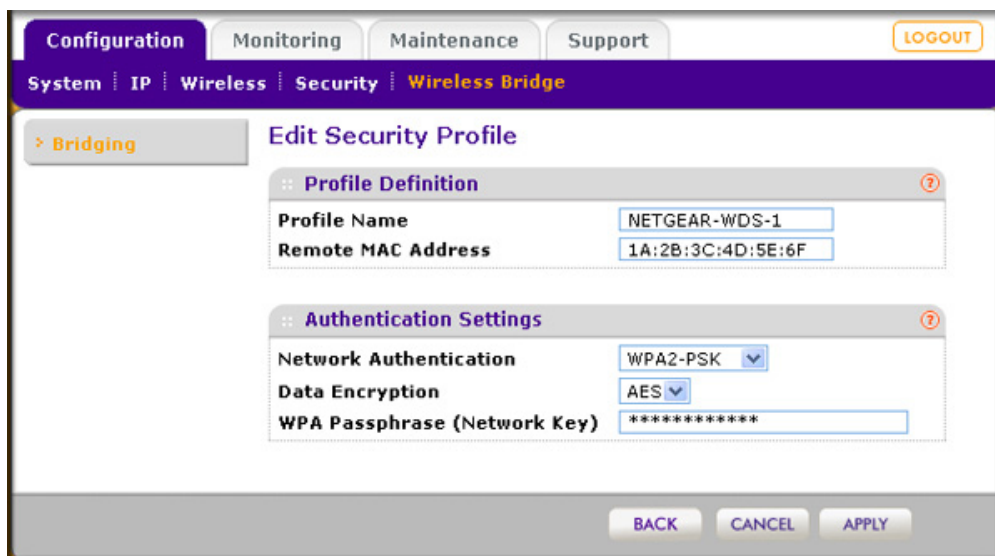 Configuration Monitoring Maintenance Support LOGOUT
System IP Wireless Security Wireless Bridge
Bridging
Edit Security Profile
Profile Definition ?
Profile Name NETGEAR-WDS-1
Remote MAC Address 1A:2B:3C:4D:5E:6F
Authentication Settings ?
Network Authentication WPA2-PSK
Data Encryption AES
WPA Passphrase (Network Key) ************
BACK CANCEL APPLY